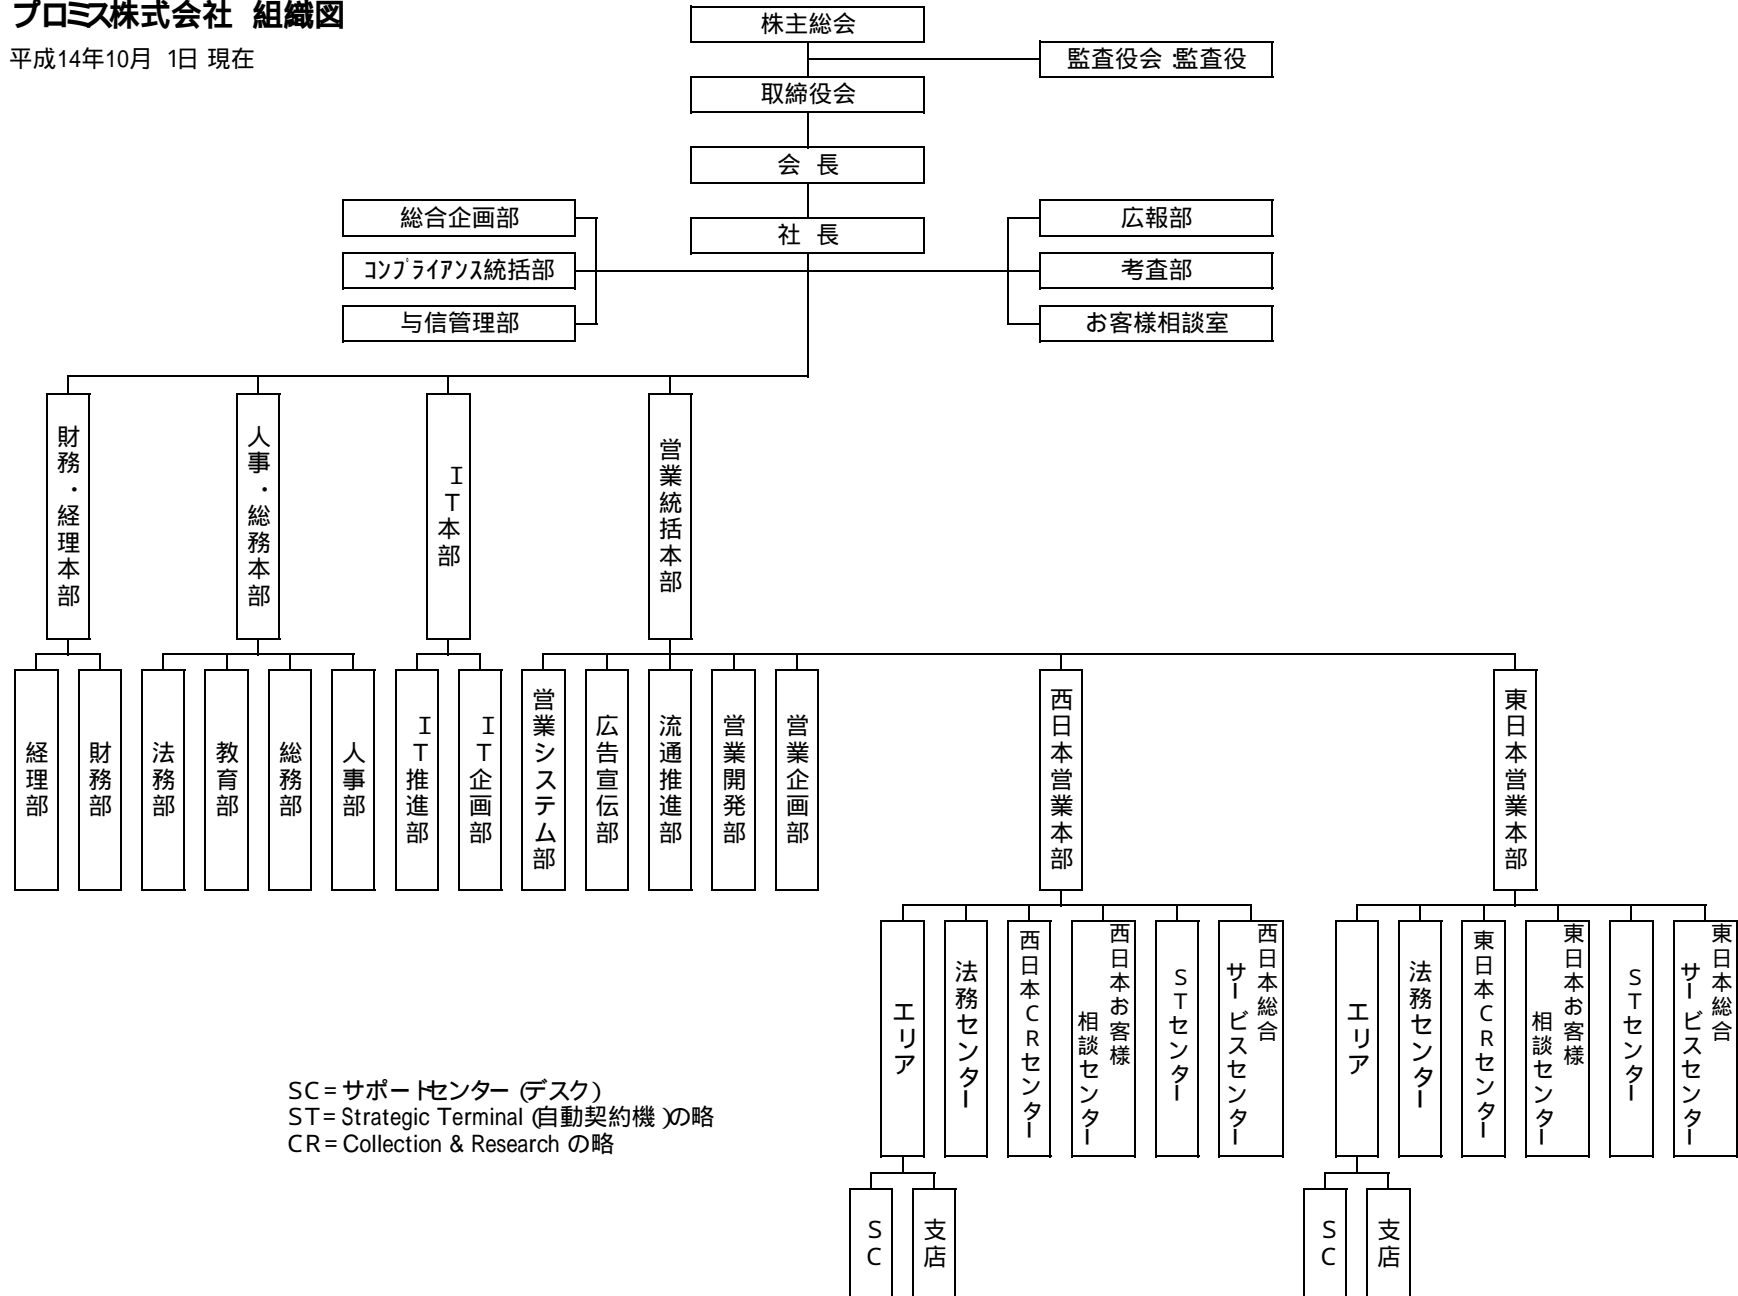 プロミス株式会社 組織図
平成14年10月 1日 現在
株主総会
監査役会:監査役
取締役会
会 長
社 長
総合企画部
コンプライアンス統括部
与信管理部
広報部
考査部
お客様相談室
財務・経理本部
人事・総務本部
IT本部
営業統括本部
経理部
財務部
法務部
教育部
総務部
人事部
IT推進部
IT企画部
営業システム部
広告宣伝部
流通推進部
営業開発部
営業企画部
西日本営業本部
東日本営業本部
エリア
法務センター
西日本CRセンター
西日本お客様
相談センター
STセンター
西日本総合
サービスセンター
エリア
法務センター
東日本CRセンター
東日本お客様
相談センター
STセンター
東日本総合
サービスセンター
SC
支店
SC
支店
SC=サポートセンター(デスク)
ST=Strategic Terminal(自動契約機)の略
CR=Collection & Research の略